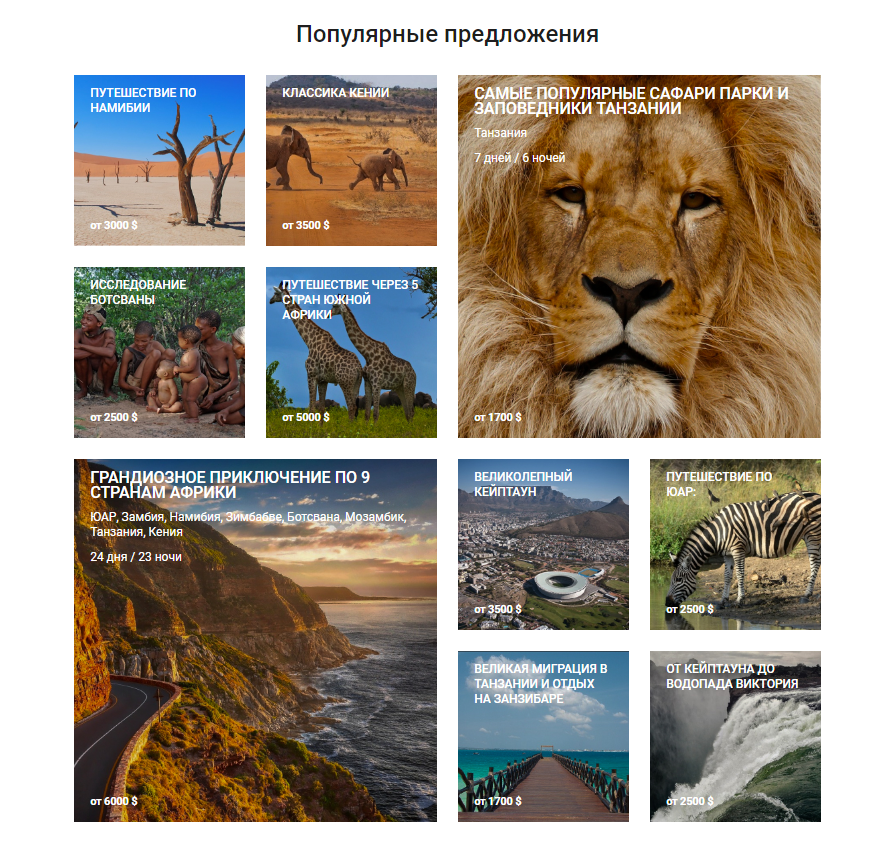 Популярные предложения
ПУТЕШЕСТВИЕ ПО
НАМИБИИ
от 3000 $
КЛАССИКА КЕНИИ
от 3500 $
САМЫЕ ПОПУЛЯРНЫЕ САФАРИ ПАРКИ И
ЗАПОВЕДНИКИ ТАНЗАНИИ
Танзания
7 дней / 6 ночей
от 1700 $
ИССЛЕДОВАНИЕ
БОТСВАНЫ
от 2500 $
ПУТЕШЕСТВИЕ ЧЕРЕЗ 5
СТРАН ЮЖНОЙ
АФРИКИ
от 5000 $
ГРАНДИОЗНОЕ ПРИКЛЮЧЕНИЕ ПО 9
СТРАНАМ АФРИКИ
ЮАР, Замбия, Намибия, Зимбабве, Ботсвана, Мозамбик,
Танзания, Кения
24 дня / 23 ночи
от 6000 $
ВЕЛИКОЛЕПНЫЙ
КЕЙПТАУН
от 3500 $
ПУТЕШЕСТВИЕ ПО
ЮАР:
от 2500 $
ВЕЛИКАЯ МИГРАЦИЯ В
ТАНЗАНИИ И ОТДЫХ
НА ЗАНЗИБАРЕ
от 1700 $
ОТ КЕЙПТАУНА ДО
ВОДОПАДА ВИКТОРИЯ
от 2500 $